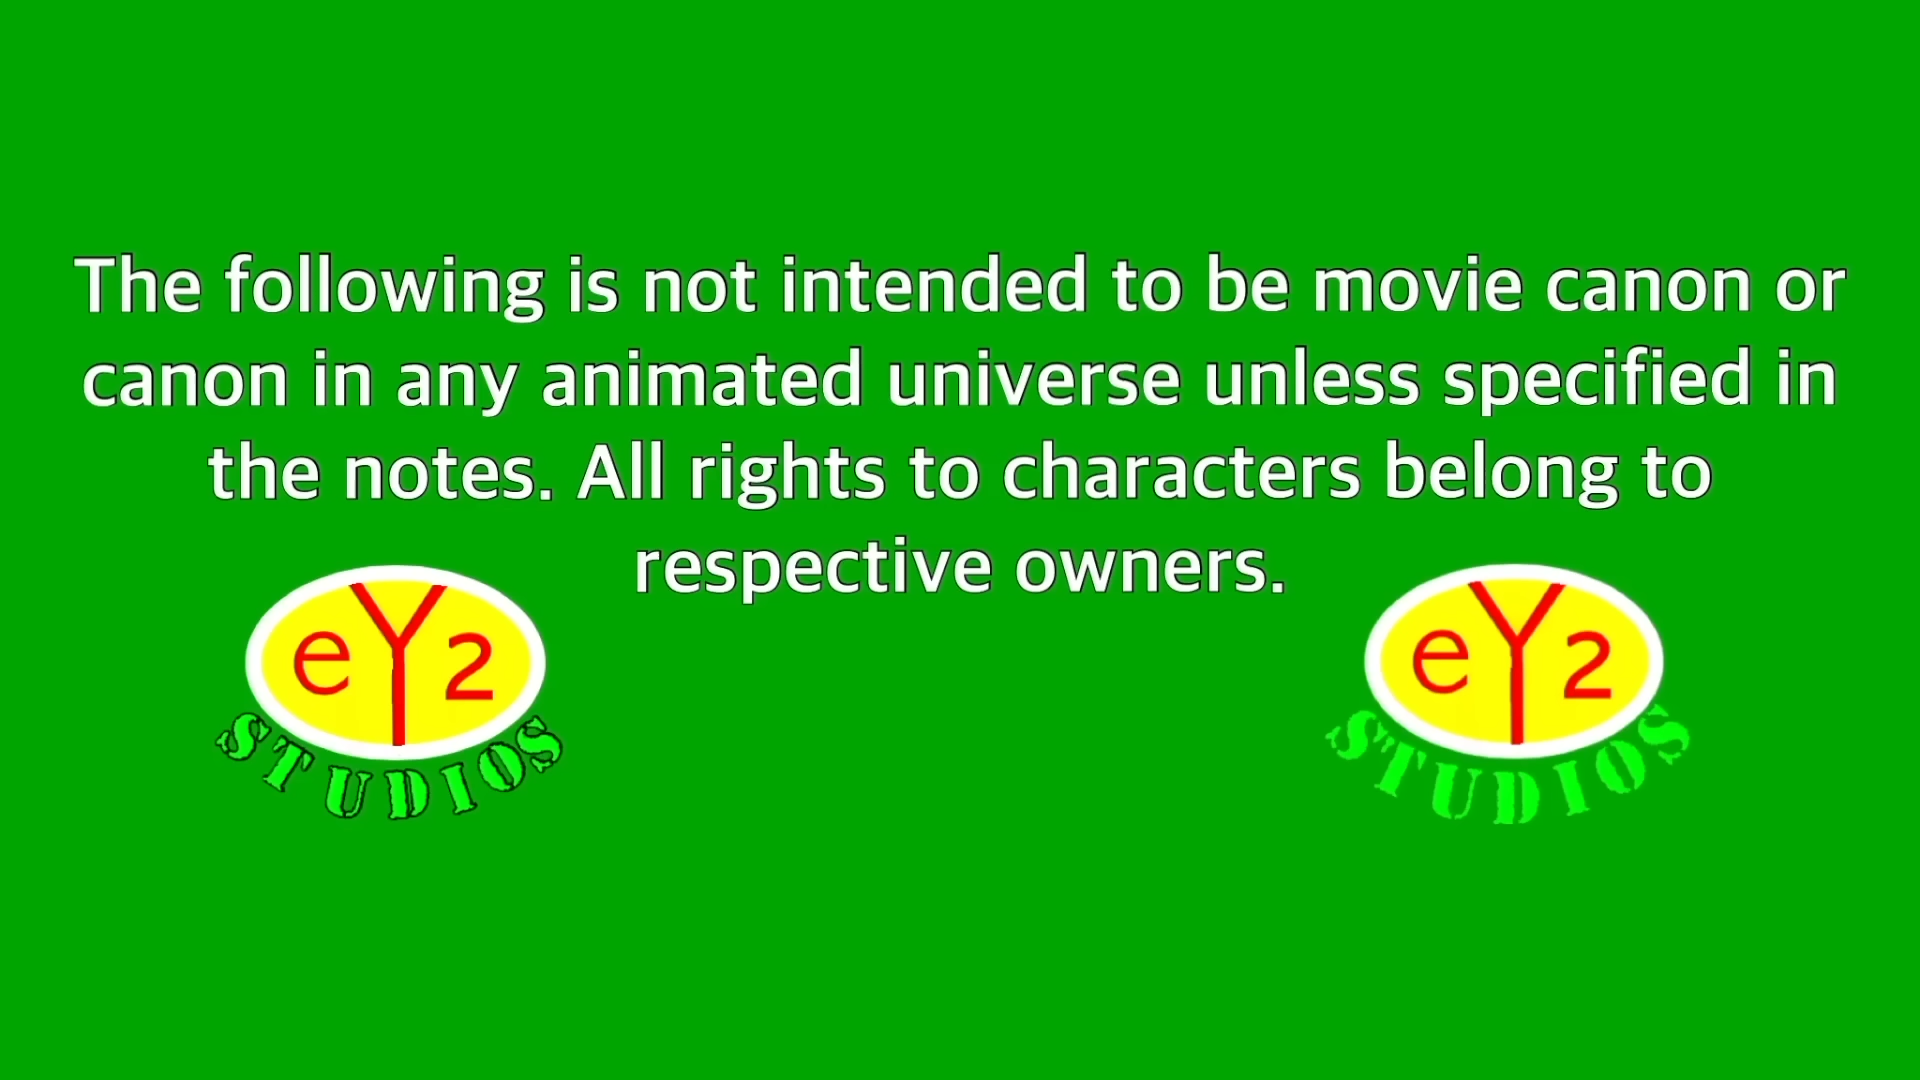 The following is not intended to be movie canon or
canon in any animated universe unless specified in
the notes. All rights to characters belong to
respective owners.
eY2
STUDIOS
eY2
STUDIOS